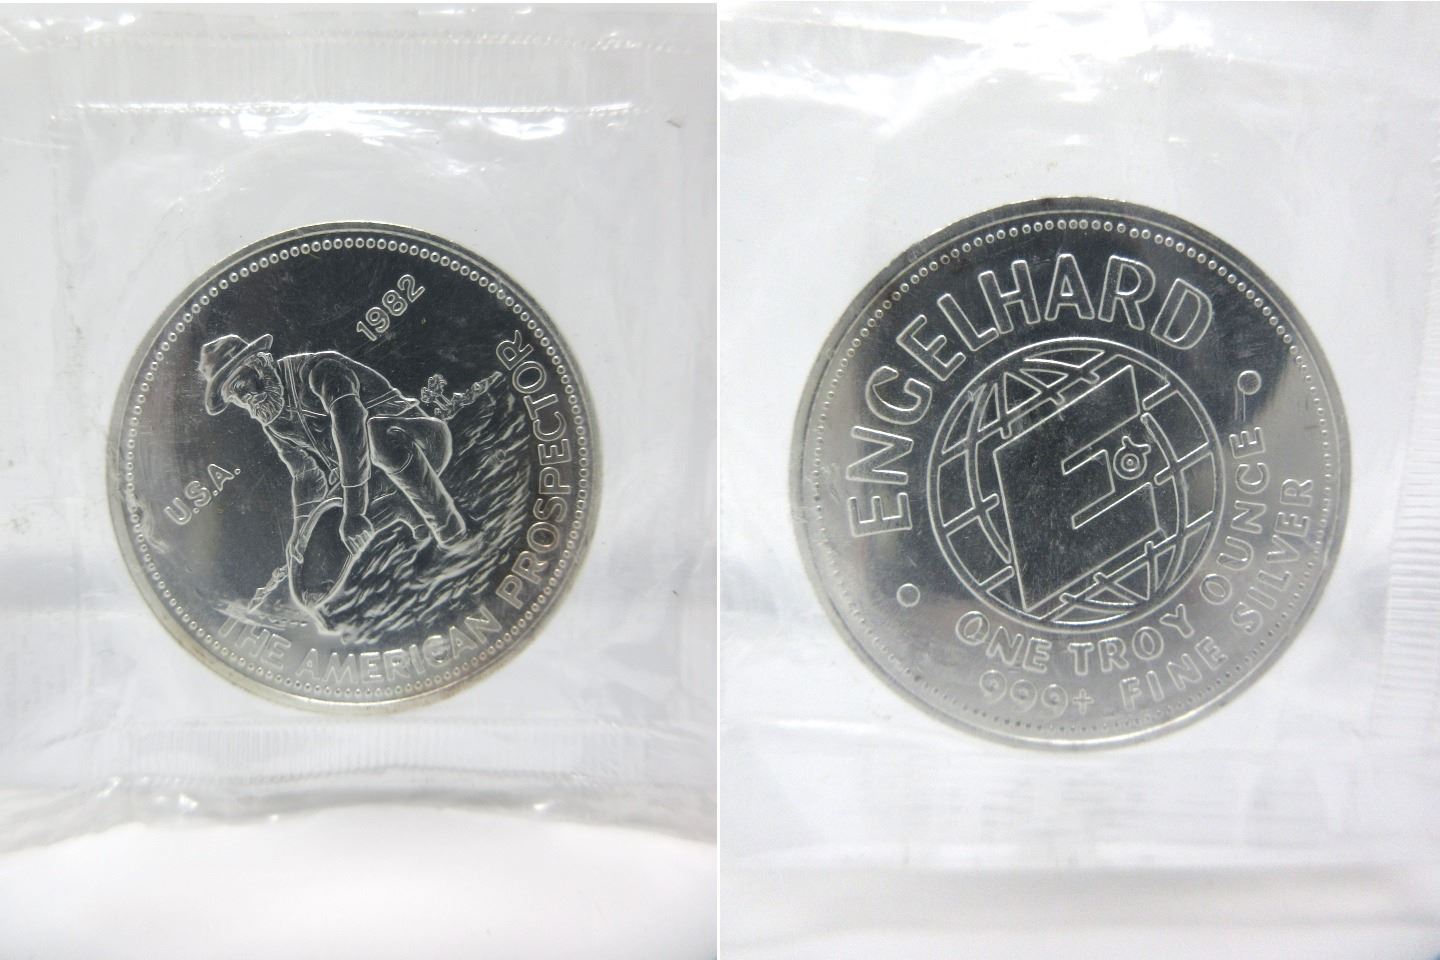 1982
U.S.A.
THE AMERICAN PROSPECTOR
ENGELHARD
E
ONE TROY OUNCE
999+ FINE SILVER